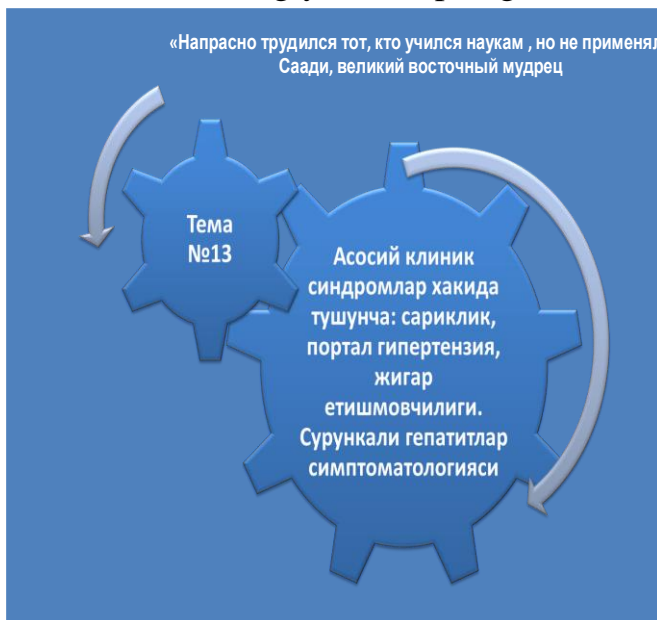 «Напрасно трудился тот, кто учился наукам , но не применял
Саади, великий восточный мудрец
Тема
№13
Асосий клиник
синдромлар хакида
тушунча: сариклик,
портал гипертензия,
жигар
етишмовчилиги.
Сурункали гепатитлар
симптоматологияси